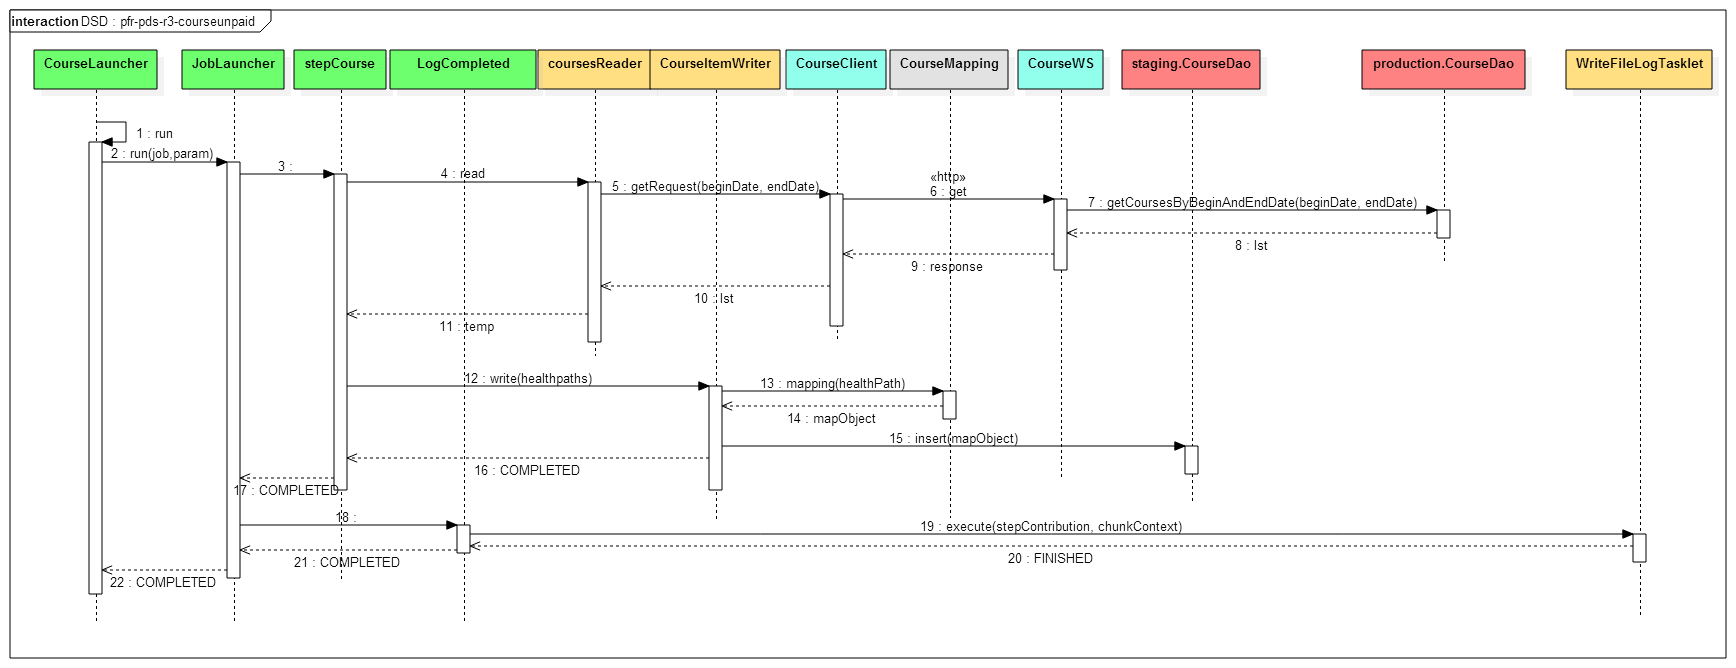 interaction DSD : pfr-pds-r3-courseunpaid
CourseLauncher
JobLauncher
stepCourse
LogCompleted
coursesReader
CourseItemWriter
CourseClient
CourseMapping
CourseWS
staging.CourseDao
production.CourseDao
WriteFileLogTasklet
1 : run
2 : run(job,param)
3 :
4 : read
5 : getRequest(beginDate, endDate)
«http»
6 : get
7 : getCoursesByBeginAndEndDate(beginDate, endDate)
8 : lst
9 : response
10 : lst
11 : temp
12 : write(healthpaths)
13 : mapping(healthPath)
14 : mapObject
15 : insert(mapObject)
16 : COMPLETED
17 : COMPLETED
18 :
19 : execute(stepContribution, chunkContext)
20 : FINISHED
21 : COMPLETED
22 : COMPLETED